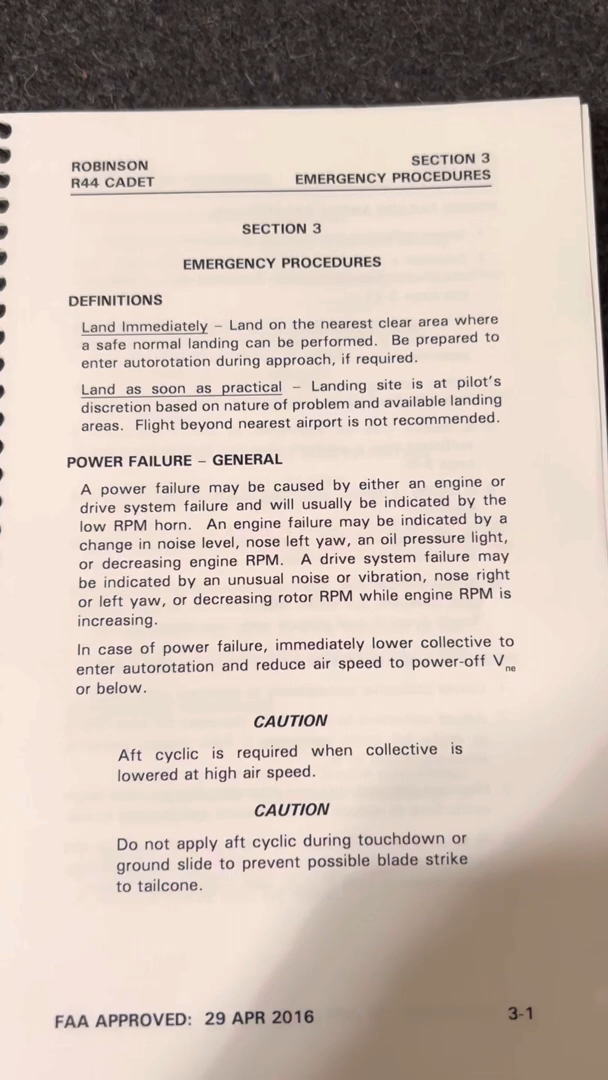 ROBINSON
R44 CADET
SECTION 3
EMERGENCY PROCEDURES
SECTION 3
EMERGENCY PROCEDURES
DEFINITIONS
Land Immediately – Land on the nearest clear area where
a safe normal landing can be performed. Be prepared to
enter autorotation during approach, if required.
Land as soon as practical – Landing site is at pilot's
discretion based on nature of problem and available landing
areas. Flight beyond nearest airport is not recommended.
POWER FAILURE – GENERAL
A power failure may be caused by either an engine or
drive system failure and will usually be indicated by the
low RPM horn. An engine failure may be indicated by a
change in noise level, nose left yaw, an oil pressure light,
or decreasing engine RPM. A drive system failure may
be indicated by an unusual noise or vibration, nose right
or left yaw, or decreasing rotor RPM while engine RPM is
increasing.
In case of power failure, immediately lower collective to
enter autorotation and reduce air speed to power-off Vne
or below.
CAUTION
Aft cyclic is required when collective is
lowered at high air speed.
CAUTION
Do not apply aft cyclic during touchdown or
ground slide to prevent possible blade strike
to tailcone.
FAA APPROVED: 29 APR 2016
3-1